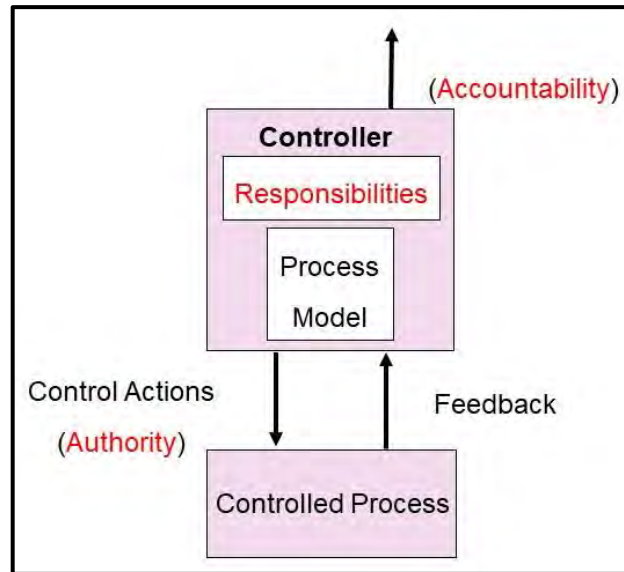 (Accountability)
Controller
Responsibilities
Process
Model
Control Actions
(Authority)
Feedback
Controlled Process